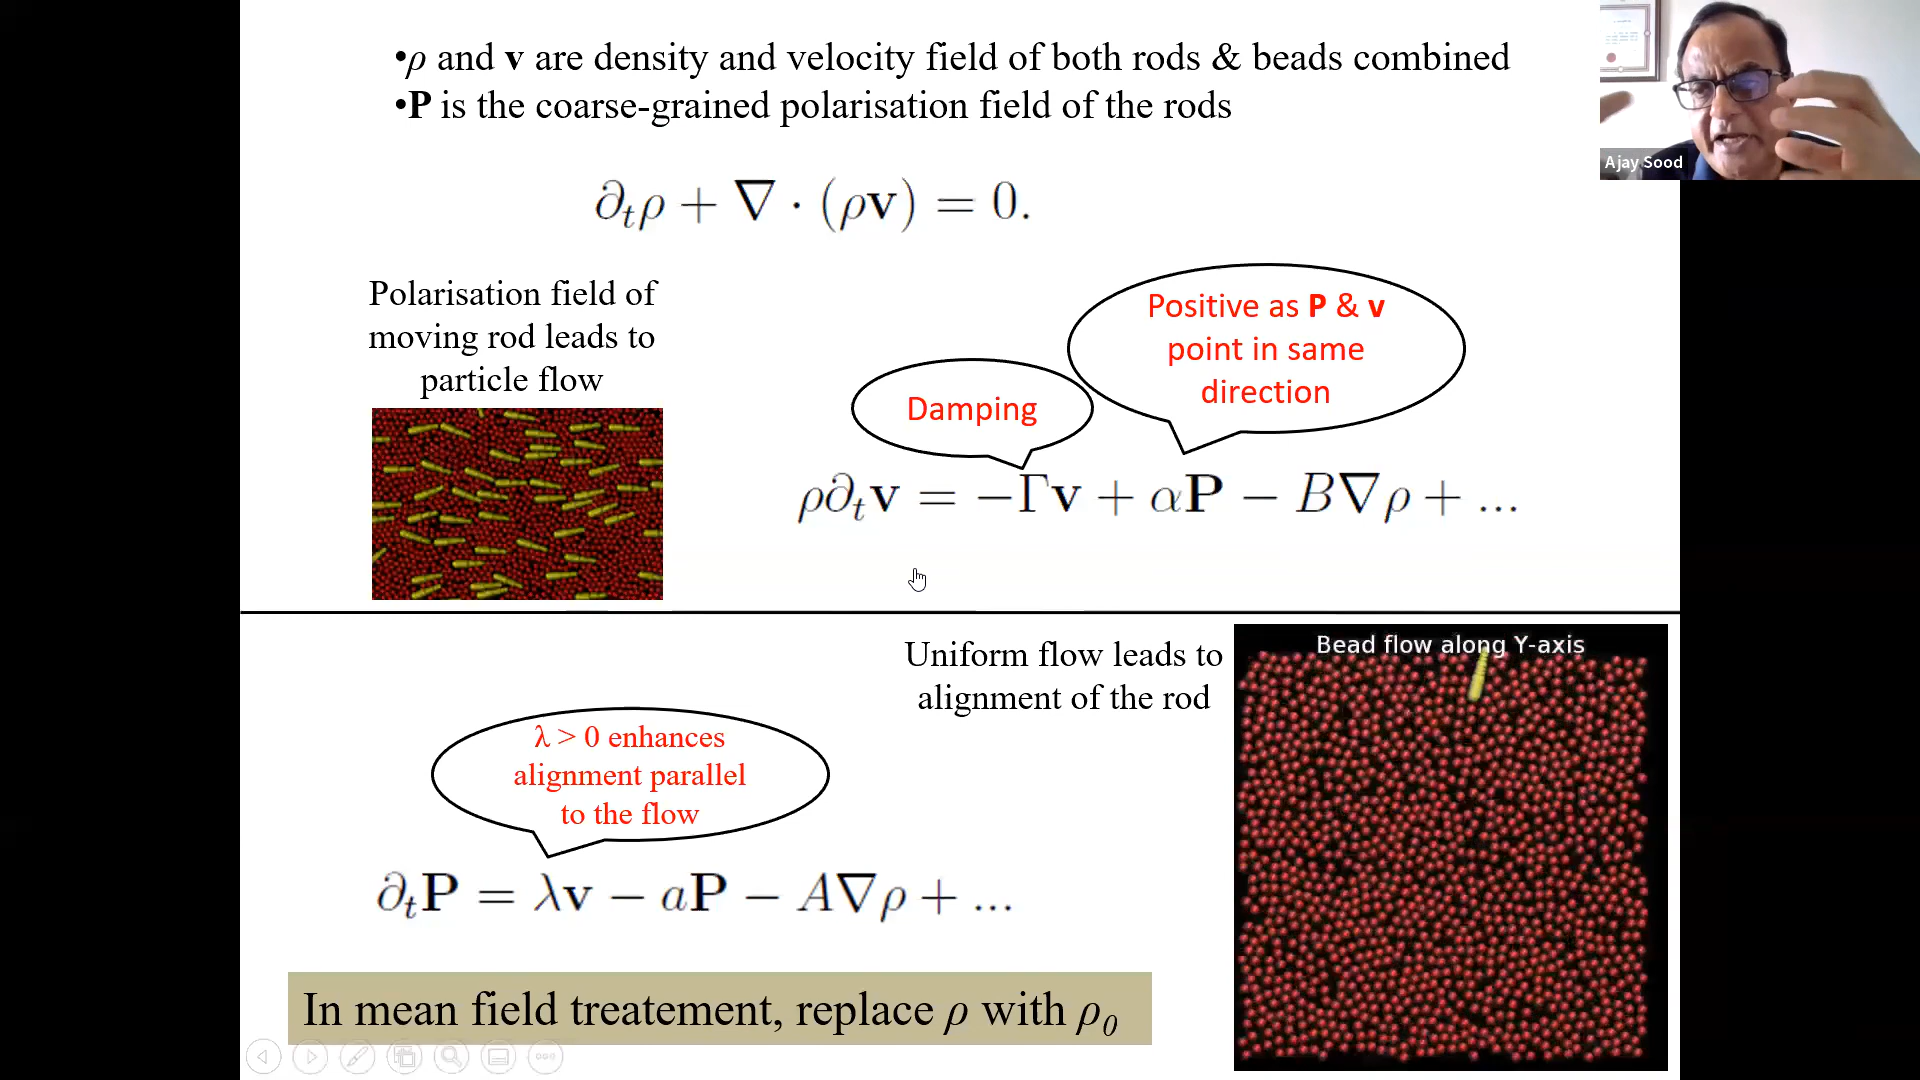 •ρ and v are density and velocity field of both rods & beads combined
•P is the coarse-grained polarisation field of the rods
Ajay Sood
∂ₜρ + ∇ · (ρv) = 0.
Polarisation field of
moving rod leads to
particle flow
Positive as P & v
point in same
direction
Damping
ρ∂ₜv = −Γv + αP − B∇ρ + ...
Uniform flow leads to
alignment of the rod
Bead flow along Y-axis
λ > 0 enhances
alignment parallel
to the flow
∂ₜP = λv − aP − A∇ρ + ...
In mean field treatement, replace ρ with ρ₀